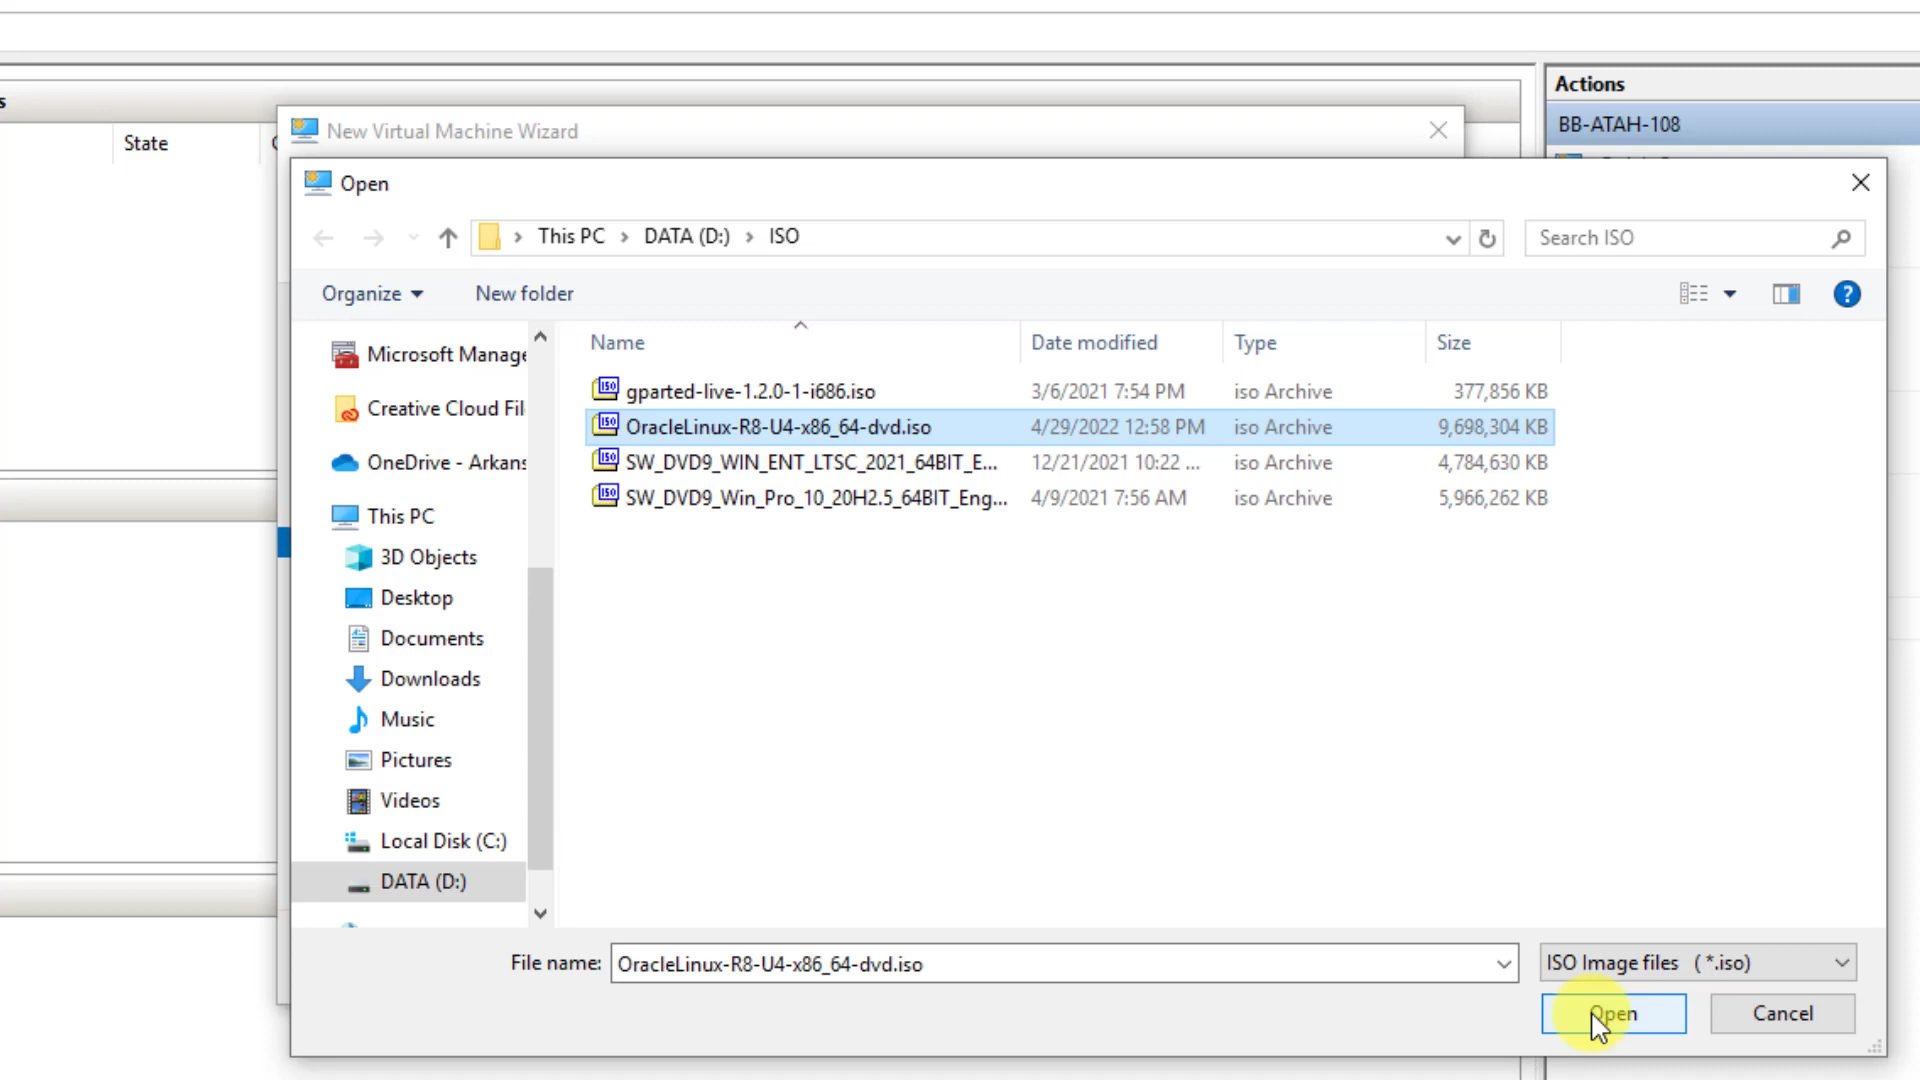 Actions
s
New Virtual Machine Wizard
BB-ATAH-108
State
Open
This PC > DATA (D:) > ISO
Search ISO
Organize
New folder
Name Date modified Type Size
Microsoft Manage
gparted-live-1.2.0-1-i686.iso 3/6/2021 7:54 PM iso Archive 377,856 KB
Creative Cloud Fil
OracleLinux-R8-U4-x86_64-dvd.iso 4/29/2022 12:58 PM iso Archive 9,698,304 KB
OneDrive - Arkans
SW_DVD9_WIN_ENT_LTSC_2021_64BIT_E... 12/21/2021 10:22 ... iso Archive 4,784,630 KB
SW_DVD9_Win_Pro_10_20H2.5_64BIT_Eng... 4/9/2021 7:56 AM iso Archive 5,966,262 KB
This PC
3D Objects
Desktop
Documents
Downloads
Music
Pictures
Videos
Local Disk (C:)
DATA (D:)
File name: OracleLinux-R8-U4-x86_64-dvd.iso
ISO Image files (*.iso)
Open
Cancel